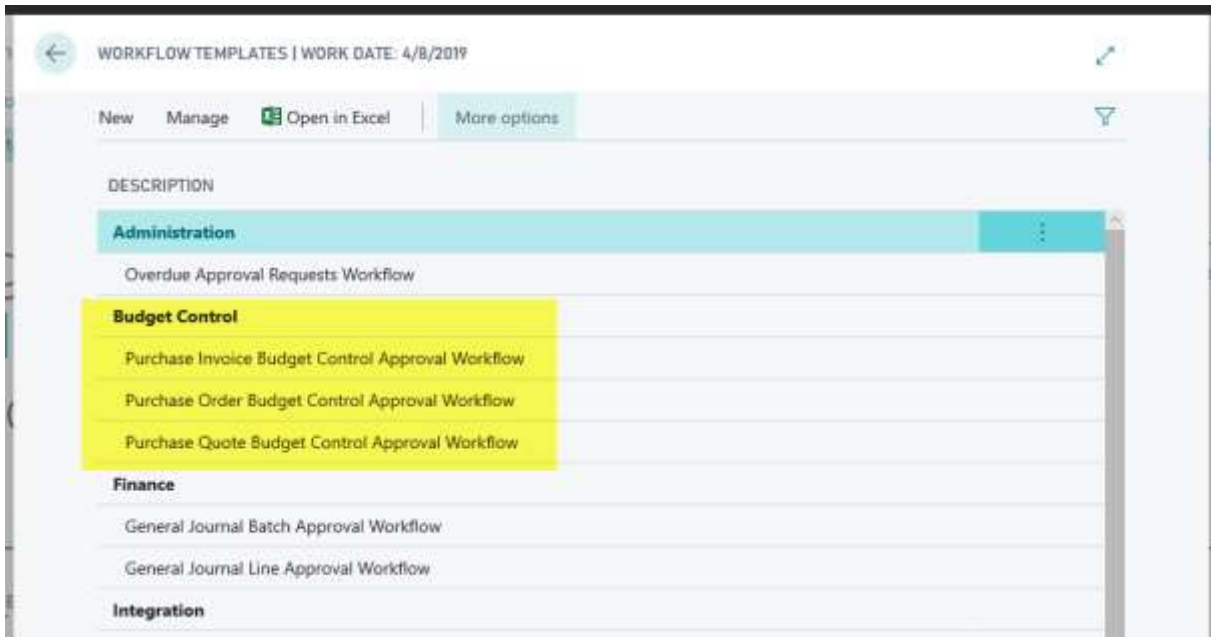 WORKFLOW TEMPLATES | WORK DATE: 4/8/2019
New Manage Open in Excel More options
DESCRIPTION
Administration
Overdue Approval Requests Workflow
Budget Control
Purchase Invoice Budget Control Approval Workflow
Purchase Order Budget Control Approval Workflow
Purchase Quote Budget Control Approval Workflow
Finance
General Journal Batch Approval Workflow
General Journal Line Approval Workflow
Integration